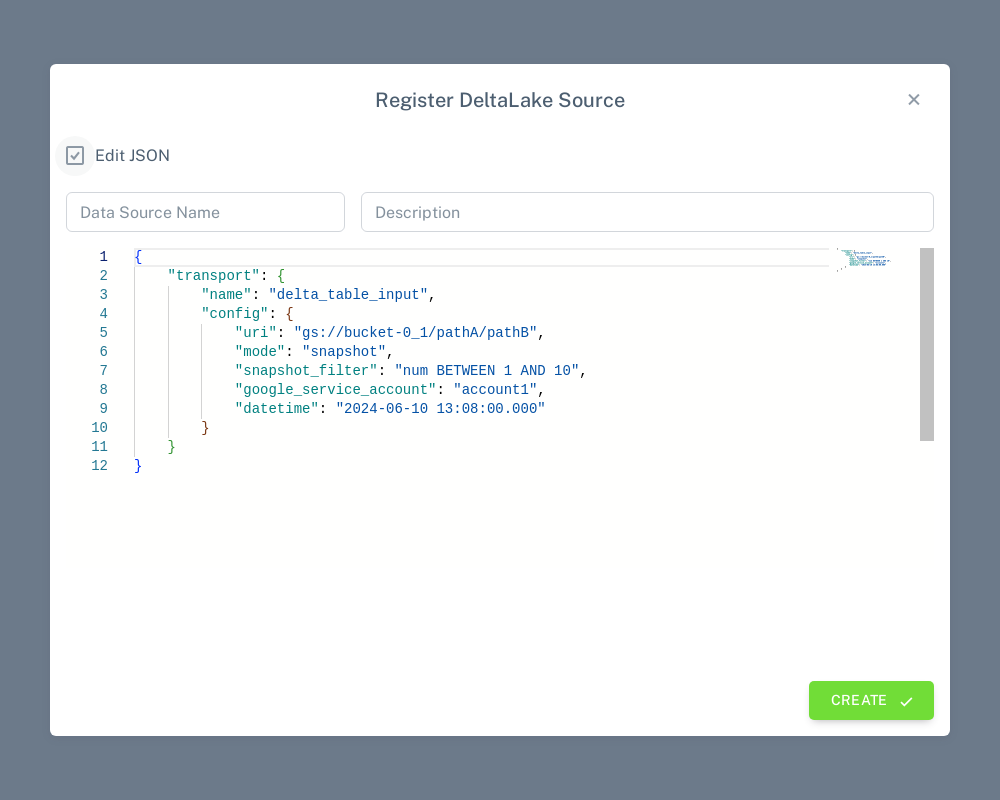 Register DeltaLake Source
Edit JSON
Data Source Name Description
1 {
2     "transport": {
3         "name": "delta_table_input",
4         "config": {
5             "uri": "gs://bucket-0_1/pathA/pathB",
6             "mode": "snapshot",
7             "snapshot_filter": "num BETWEEN 1 AND 10",
8             "google_service_account": "account1",
9             "datetime": "2024-06-10 13:08:00.000"
10         }
11     }
12 }
CREATE